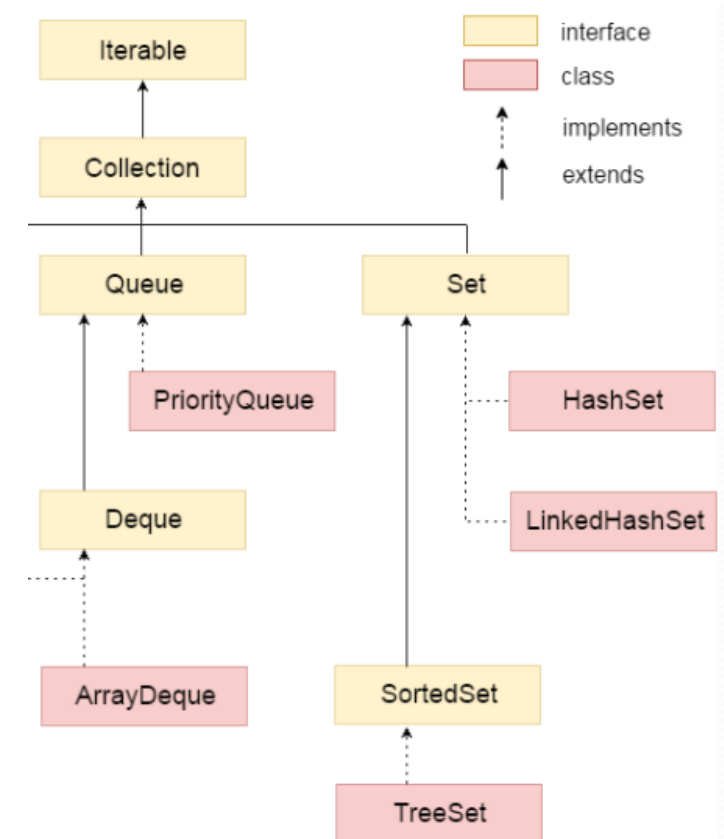 Iterable
interface
class
implements
extends
Collection
Queue
Set
PriorityQueue
HashSet
Deque
LinkedHashSet
ArrayDeque
SortedSet
TreeSet